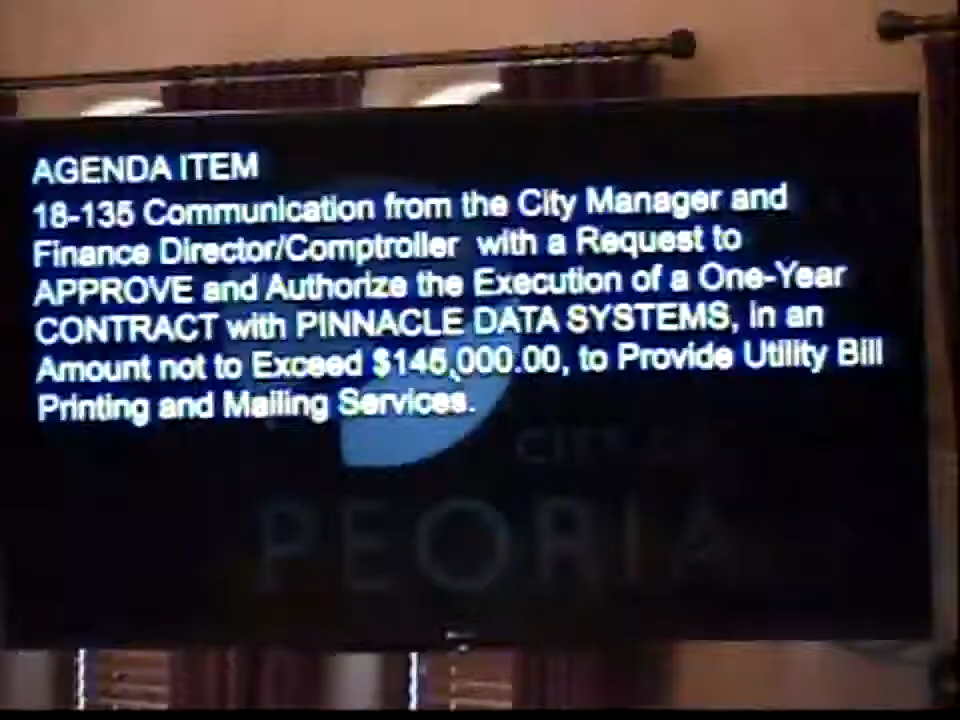 AGENDA ITEM
18-135 Communication from the City Manager and
Finance Director/Comptroller with a Request to
APPROVE and Authorize the Execution of a One-Year
CONTRACT with PINNACLE DATA SYSTEMS, in an
Amount not to Exceed $145,000.00, to Provide Utility Bill
Printing and Mailing Services.
CITY OF
PEORIA